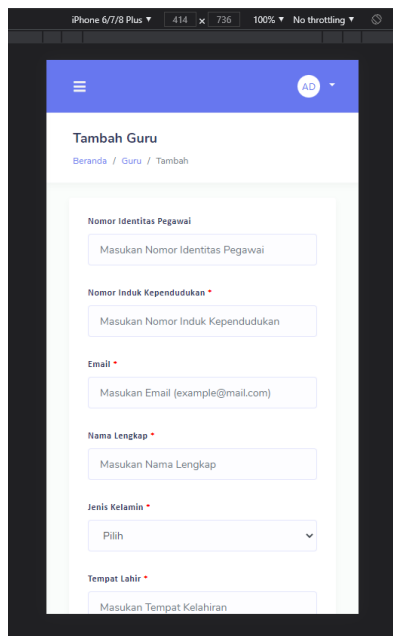 iPhone 6/7/8 Plus ▼ 414 x 736 100% ▼ No throttling ▼
AD
Tambah Guru
Beranda / Guru / Tambah
Nomor Identitas Pegawai
Masukan Nomor Identitas Pegawai
Nomor Induk Kependudukan *
Masukan Nomor Induk Kependudukan
Email *
Masukan Email (example@mail.com)
Nama Lengkap *
Masukan Nama Lengkap
Jenis Kelamin *
Pilih
Tempat Lahir *
Masukan Tempat Kelahiran